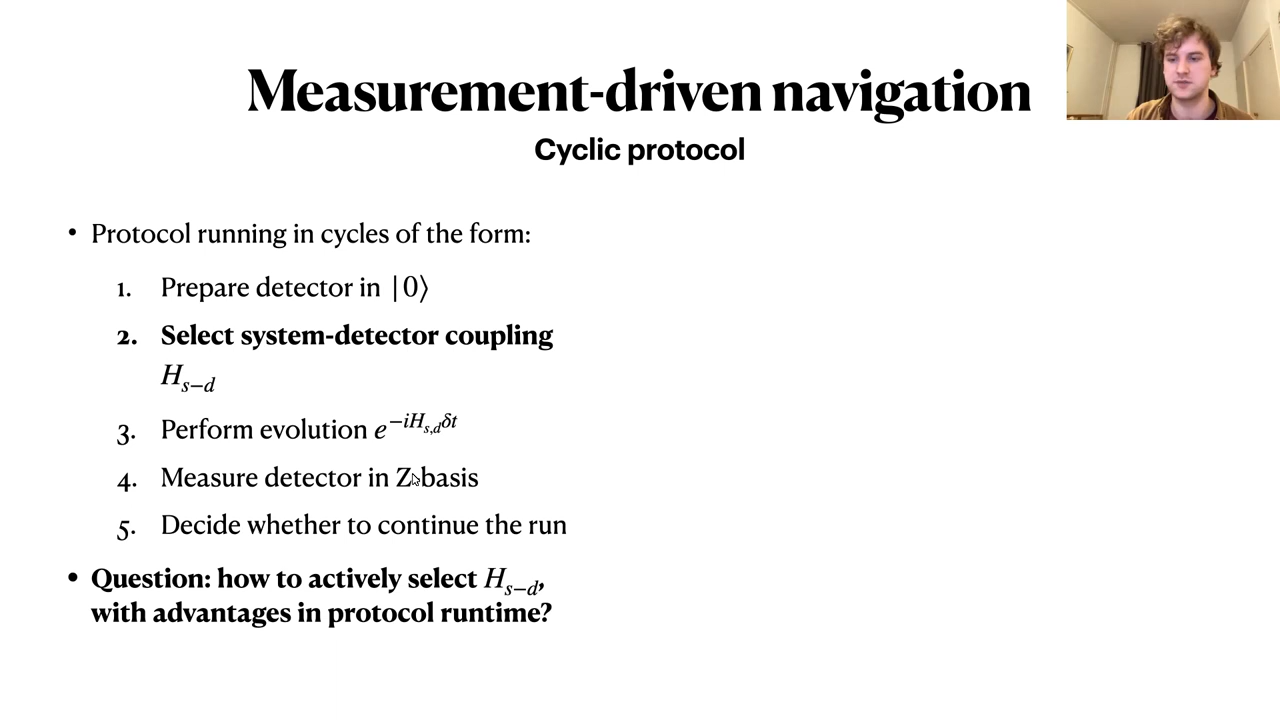 Measurement-driven navigation
Cyclic protocol
• Protocol running in cycles of the form:
1. Prepare detector in |0⟩
2. Select system-detector coupling
H_{s−d}
3. Perform evolution e^{−iH_{s,d}δt}
4. Measure detector in Z-basis
5. Decide whether to continue the run
• Question: how to actively select H_{s−d},
with advantages in protocol runtime?